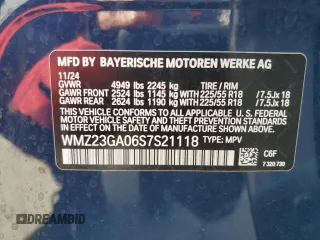 MFD BY BAYERISCHE MOTOREN WERKE AG
11/24
GVWR 4949 lbs 2245 kg TIRE / RIM
GAWR FRONT 2524 lbs 1145 kg WITH 225/55 R18 /7.5Jx 18
GAWR REAR 2624 lbs 1190 kg WITH 225/55 R18 /7.5Jx 18
THIS VEHICLE CONFORMS TO ALL APPLICABLE U. S. FEDERAL
MOTOR VEHICLE SAFETY, BUMPER, AND THEFT PREVENTION
STANDARDS IN EFFECT ON THE DATE OF MANUFACTURE
SHOWN ABOVE.
WMZ23GA06S7S21118 TYPE: MPV
C6F
7 320 730
DREAMBID